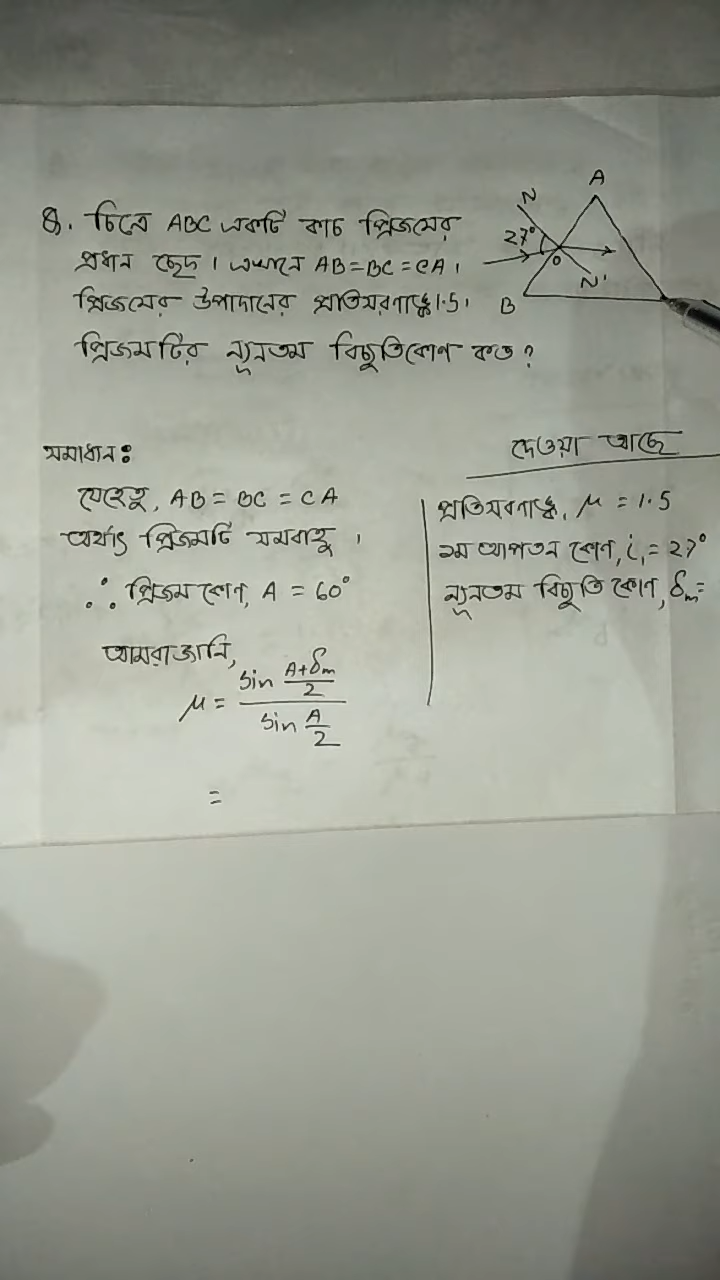 Q. চিত্রে ABC একটি কাচ প্রিজমের
প্রধান ছেদ। এখানে AB=BC=CA।
প্রিজমের উপাদানের প্রতিসরণাঙ্ক 1.5।
প্রিজমটির ন্যূনতম বিচ্যুতিকোণ কত?
A
N
27°
O
N'
B
সমাধান:
যেহেতু, AB = BC = CA
অর্থাৎ প্রিজমটি সমবাহু।
∴ প্রিজম কোণ, A = 60°
আমরা জানি,
μ = sin (A+δm)/2 / sin A/2
=
দেওয়া আছে
প্রতিসরণাঙ্ক, μ = 1.5
১ম আপতন কোণ, i₁ = 27°
ন্যূনতম বিচ্যুতি কোণ, δm =